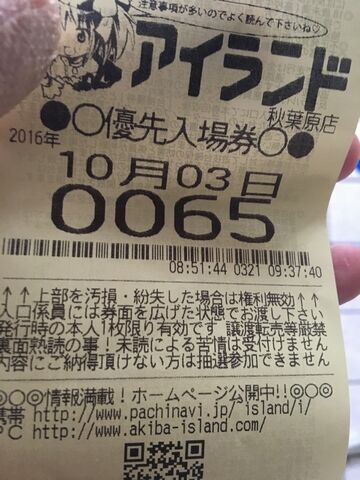 注意事項が多いのでよく読んで下さいね♡
アイランド
秋葉原店
●○優先入場券○●
2016年
10月03日
0065
08:51:44 0321 09:37:40
↑↑上部を汚損・紛失した場合は権利無効↑↑
入口係員には券面を広げた状態でお渡し下さい
発行時の本人1枚限り有効です 譲渡転売等厳禁
裏面熟読の事!未読による苦情は受付けません
内容にご納得頂けない方は抽選参加できません
◎○◎情報満載!ホームページ公開中!!◎○◎
携帯 http://www.pachinavi.jp/island/i/
PC http://www.akiba-island.com/